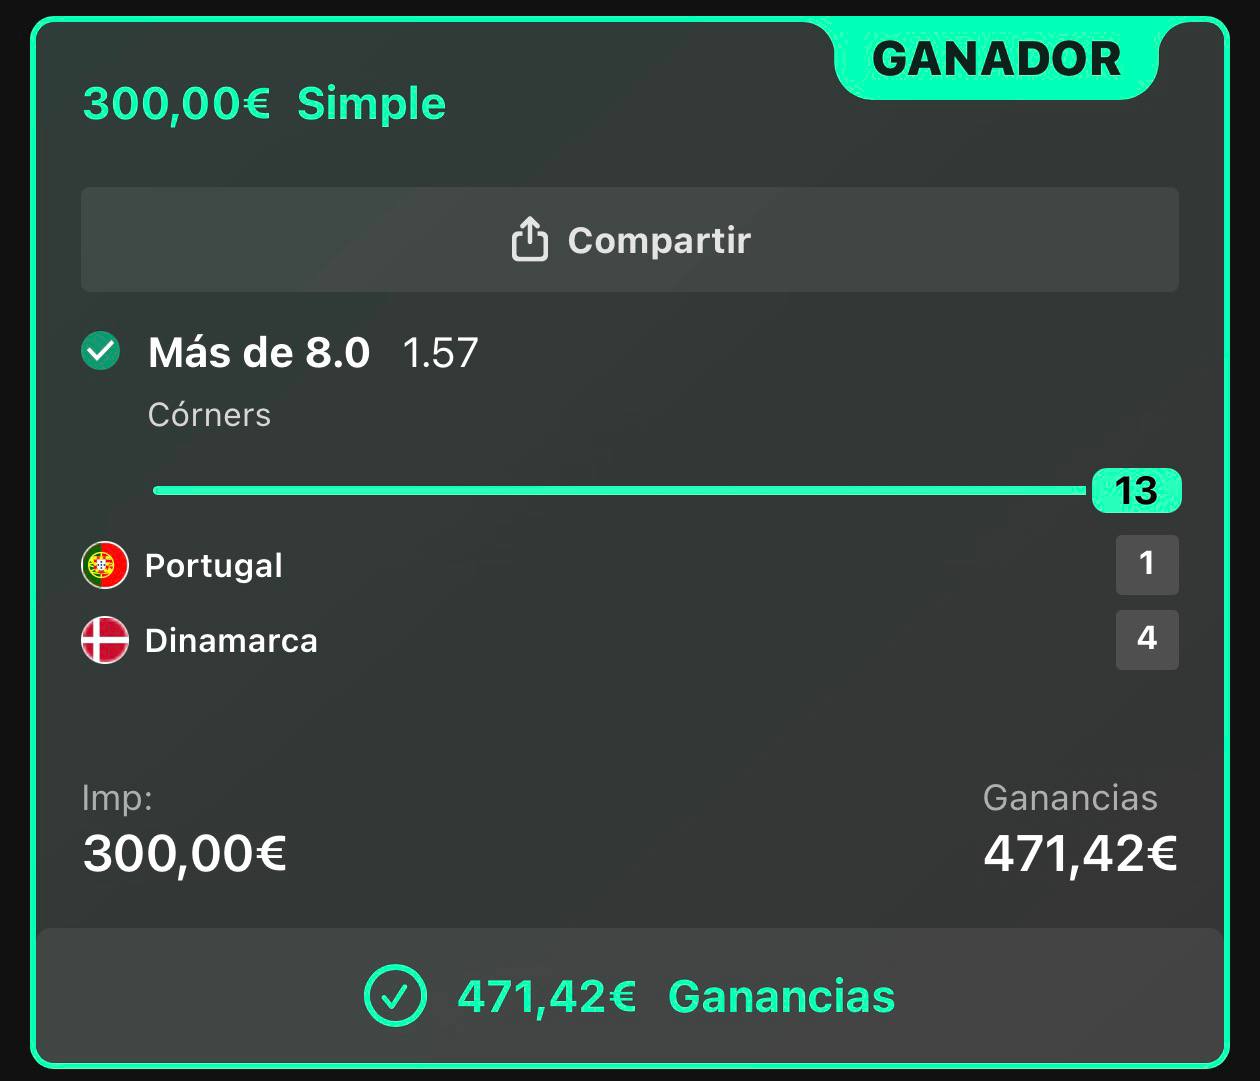 GANADOR
300,00€ Simple
Compartir
Más de 8.0 1.57
Córners
13
Portugal 1
Dinamarca 4
Imp: Ganancias
300,00€ 471,42€
471,42€ Ganancias